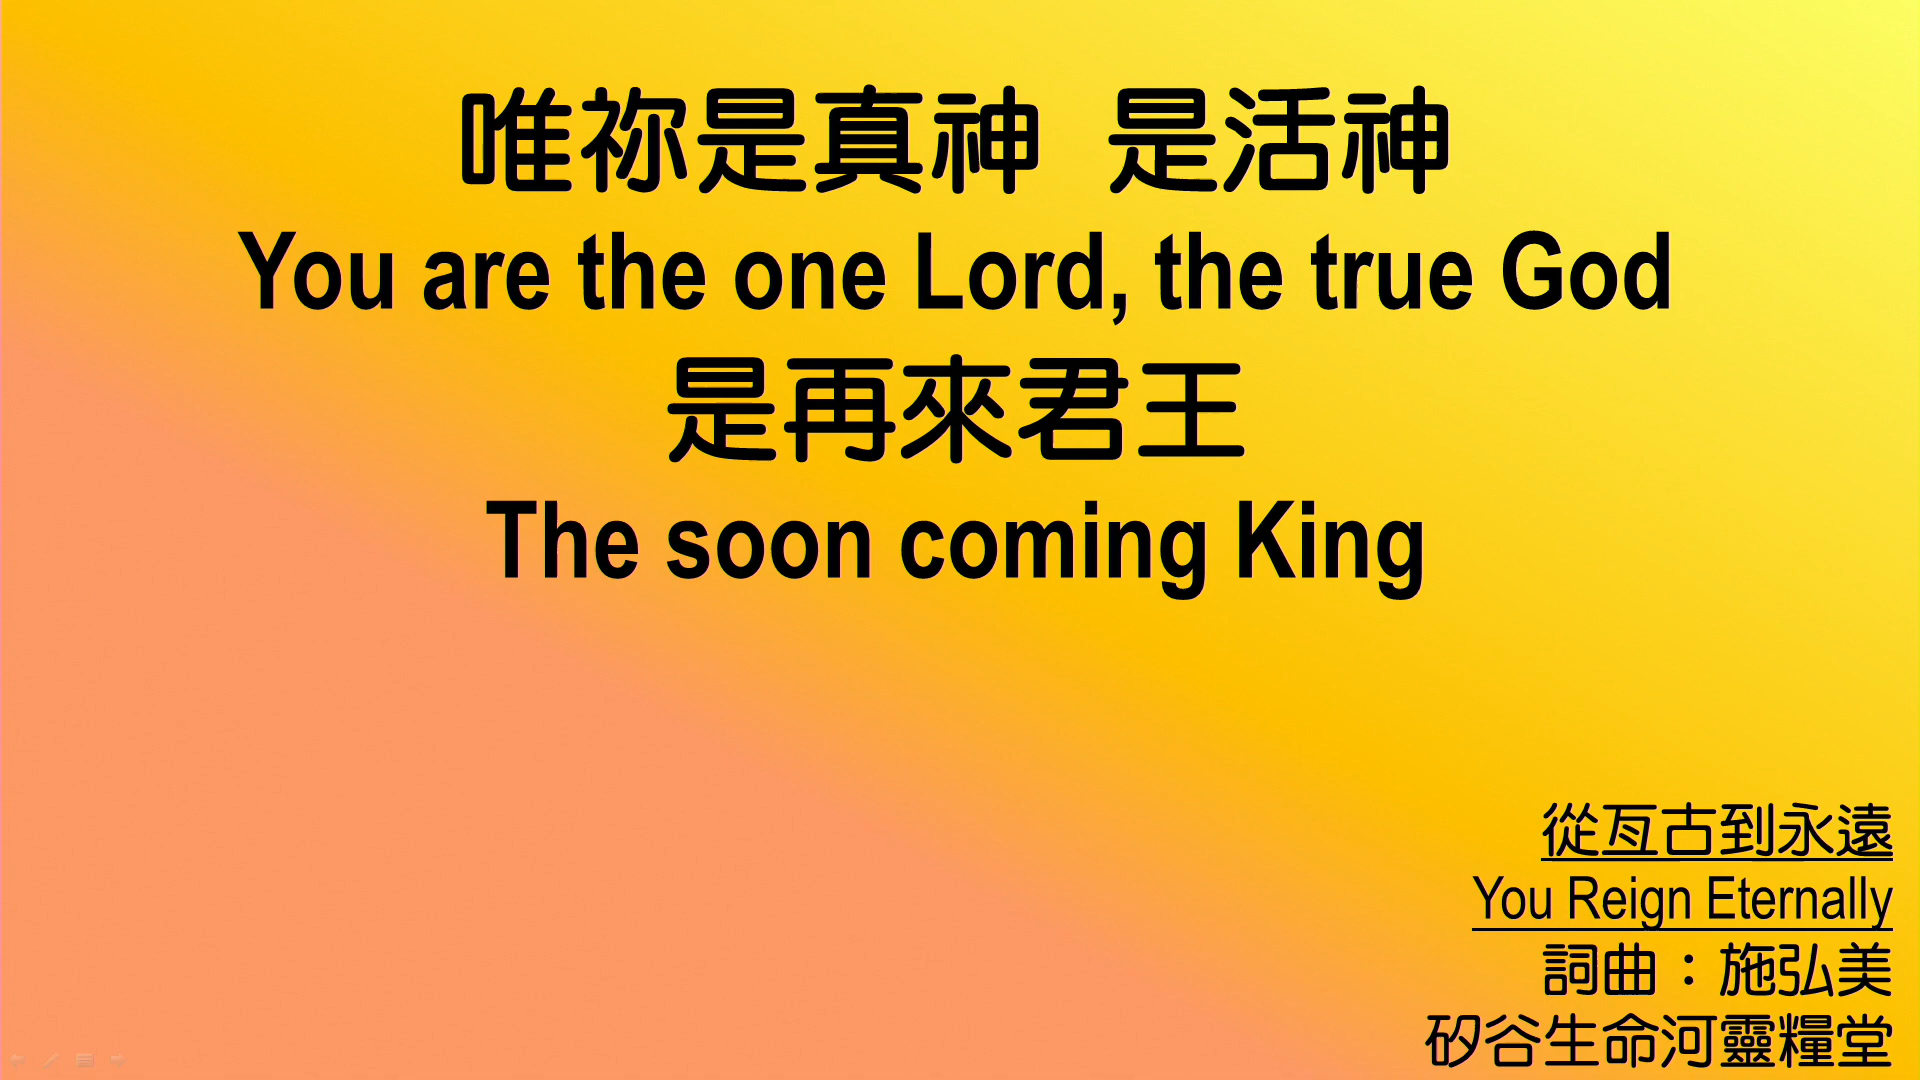 唯祢是真神 是活神
You are the one Lord, the true God
是再來君王
The soon coming King
從亙古到永遠
You Reign Eternally
詞曲：施弘美
矽谷生命河靈糧堂